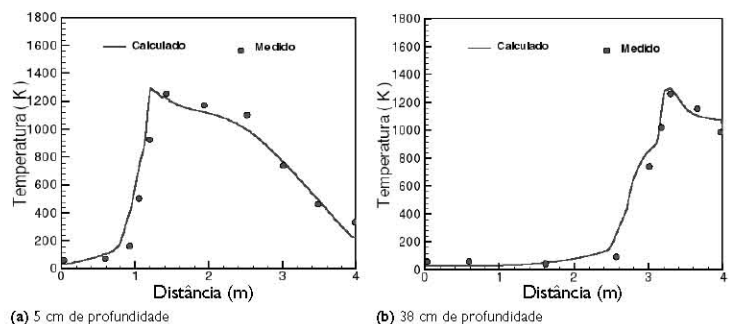 1800
1600
1400
1200
1000
800
600
400
200
0
Temperatura ( K )
Calculado
Medido
0 1 2 3 4
Distância (m)
(a) 5 cm de profundidade
1800
1600
1400
1200
1000
800
600
400
200
0
Temperatura ( K )
Calculado
Medido
0 1 2 3 4
Distância (m)
(b) 38 cm de profundidade